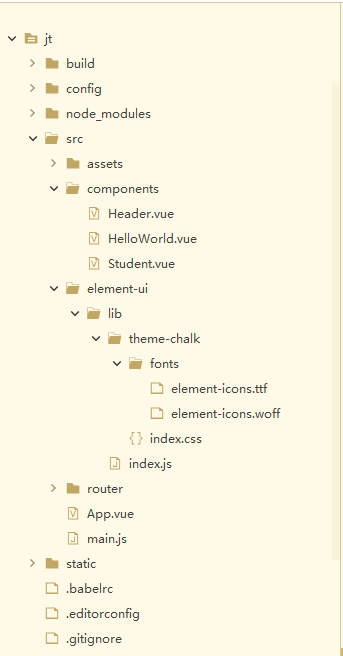 jt
build
config
node_modules
src
assets
components
Header.vue
HelloWorld.vue
Student.vue
element-ui
lib
theme-chalk
fonts
element-icons.ttf
element-icons.woff
index.css
index.js
router
App.vue
main.js
static
.babelrc
.editorconfig
.gitignore